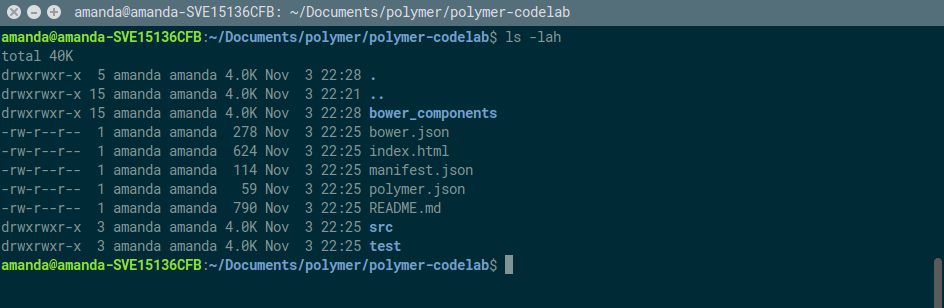 amanda@amanda-SVE15136CFB: ~/Documents/polymer/polymer-codelab
amanda@amanda-SVE15136CFB:~/Documents/polymer/polymer-codelab$ ls -lah
total 40K
drwxrwxr-x  5 amanda amanda 4.0K Nov  3 22:28 .
drwxrwxr-x 15 amanda amanda 4.0K Nov  3 22:21 ..
drwxrwxr-x 15 amanda amanda 4.0K Nov  3 22:28 bower_components
-rw-r--r--  1 amanda amanda  278 Nov  3 22:25 bower.json
-rw-r--r--  1 amanda amanda  624 Nov  3 22:25 index.html
-rw-r--r--  1 amanda amanda  114 Nov  3 22:25 manifest.json
-rw-r--r--  1 amanda amanda   59 Nov  3 22:25 polymer.json
-rw-r--r--  1 amanda amanda  790 Nov  3 22:25 README.md
drwxrwxr-x  3 amanda amanda 4.0K Nov  3 22:25 src
drwxrwxr-x  3 amanda amanda 4.0K Nov  3 22:25 test
amanda@amanda-SVE15136CFB:~/Documents/polymer/polymer-codelab$